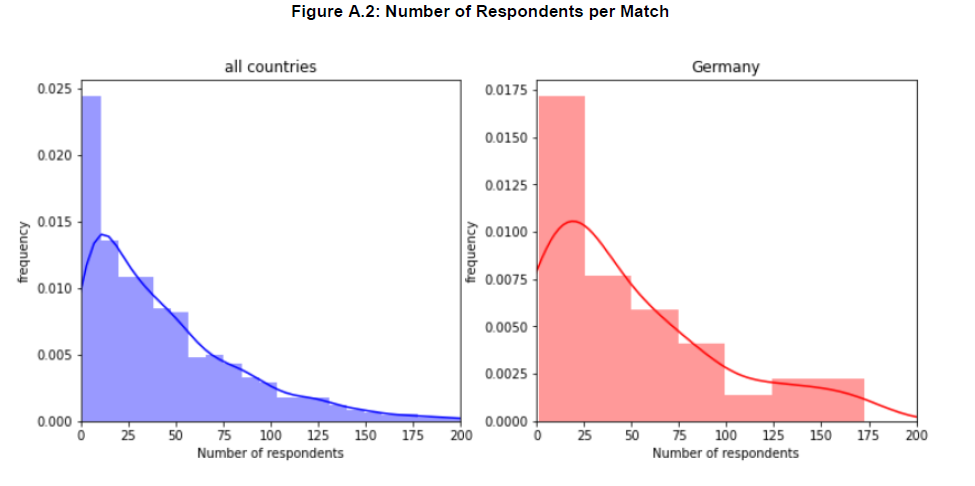 Figure A.2: Number of Respondents per Match
all countries
frequency
0.025
0.020
0.015
0.010
0.005
0.000
0 25 50 75 100 125 150 175 200
Number of respondents
Germany
frequency
0.0175
0.0150
0.0125
0.0100
0.0075
0.0050
0.0025
0.0000
0 25 50 75 100 125 150 175 200
Number of respondents